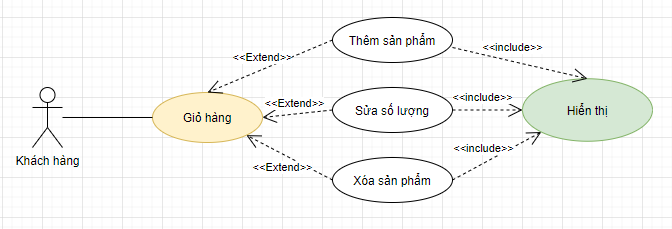 Thêm sản phẩm
<<Extend>>
<<include>>
Giỏ hàng
<<Extend>>
Sửa số lượng
<<include>>
Hiển thị
Khách hàng
<<Extend>>
Xóa sản phẩm
<<include>>